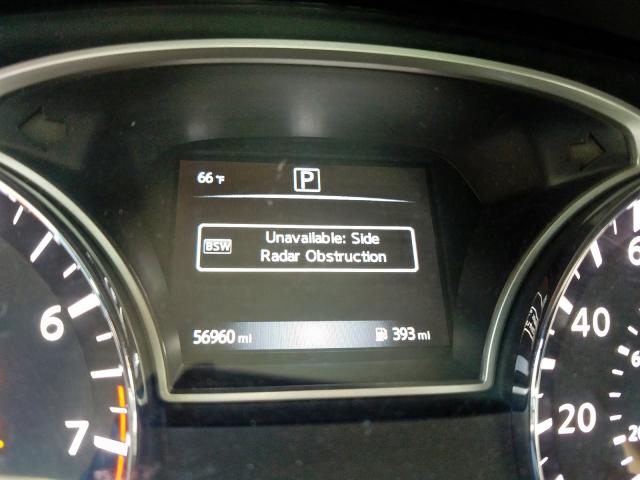 66 °F P
BSW Unavailable: Side
Radar Obstruction
56960 mi 393 mi
6
7
40
20